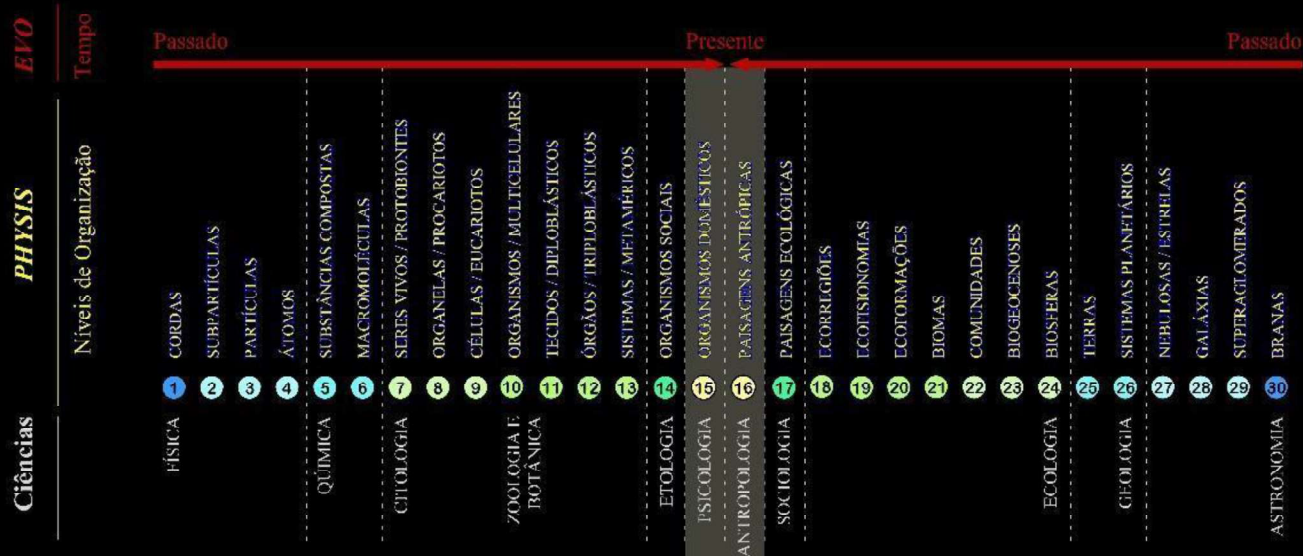 EVO
Tempo
Passado
Presente
Passado
PHYSIS
Níveis de Organização
CORDAS
SUBPARTÍCULAS
PARTÍCULAS
ÁTOMOS
SUBSTÂNCIAS COMPOSTAS
MACROMOLÉCULAS
SERES VIVOS / PROTOBIONTES
ORGANELAS / PROCARIOTOS
CÉLULAS / EUCARIOTOS
ORGANISMOS / MULTICELULARES
TECIDOS / DIPLOBLÁSTICOS
ÓRGÃOS / TRIPLOBLÁSTICOS
SISTEMAS / METAMÉRICOS
ORGANISMOS SOCIAIS
ORGANISMOS DOMÉSTICOS
PAISAGENS ANTRÓPICAS
PAISAGENS ECOLÓGICAS
ECORREGIÕES
ECOTISIONOMIAS
ECOFORMAÇÕES
BIOMAS
COMUNIDADES
BIOGEOCENOSES
BIOSFERAS
TERRAS
SISTEMAS PLANETÁRIOS
NEBULOSAS / ESTRELAS
GALÁXIAS
SUPERAGLOMERADOS
BRANAS
1 2 3 4 5 6 7 8 9 10 11 12 13 14 15 16 17 18 19 20 21 22 23 24 25 26 27 28 29 30
Ciências
FÍSICA
QUÍMICA
CITOLOGIA
ZOOLOGIA E
BOTÂNICA
ETOLOGIA
PSICOLOGIA
ANTROPOLOGIA
SOCIOLOGIA
ECOLOGIA
GEOLOGIA
ASTRONOMIA